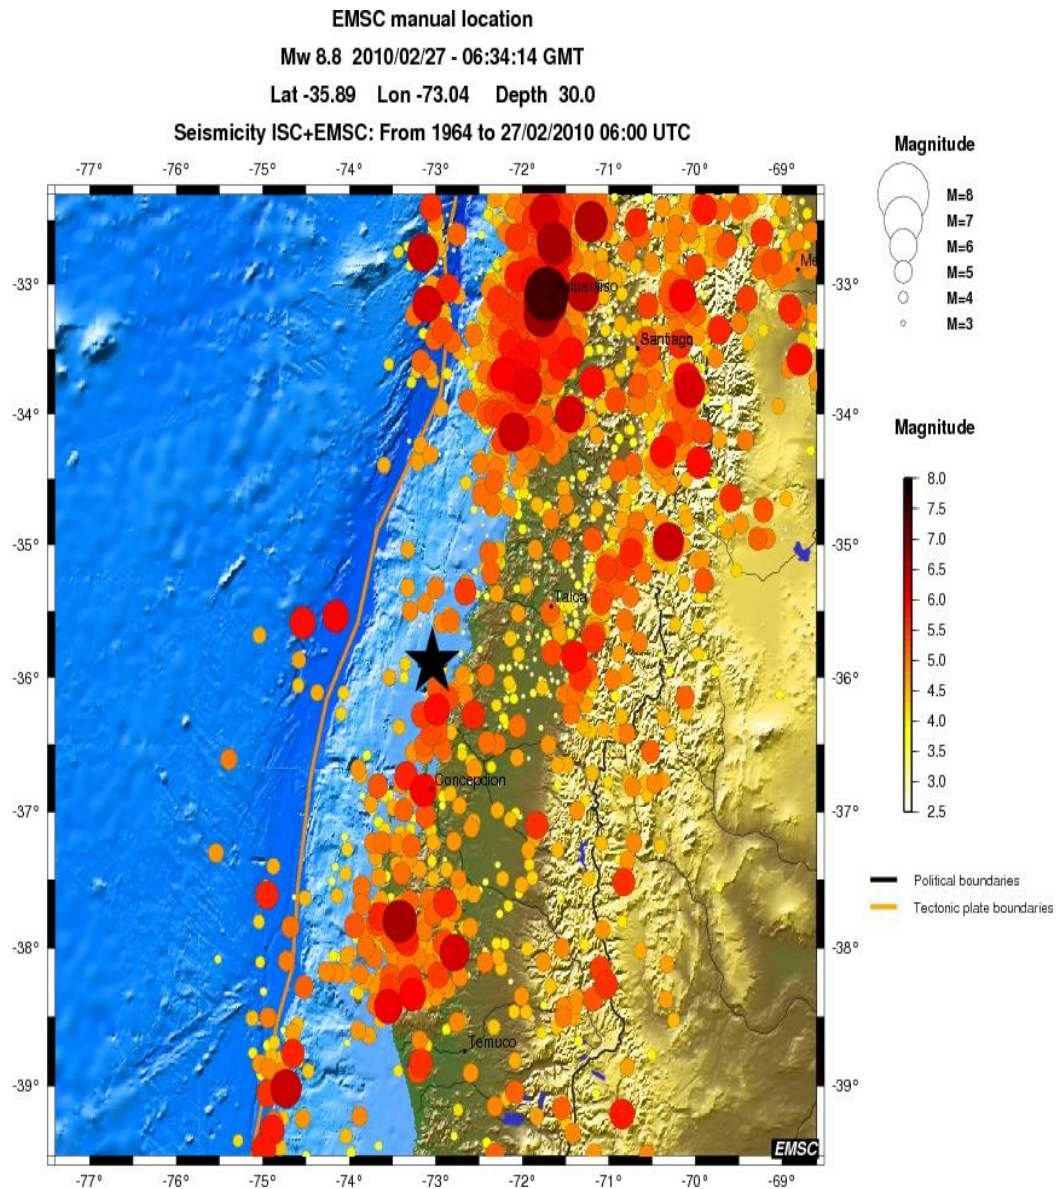 EMSC manual location
Mw 8.8 2010/02/27 - 06:34:14 GMT
Lat -35.89 Lon -73.04 Depth 30.0
Seismicity ISC+EMSC: From 1964 to 27/02/2010 06:00 UTC
-77° -76° -75° -74° -73° -72° -71° -70° -69°
Magnitude
M=8
M=7
M=6
M=5
M=4
M=3
Me
-33°
Santiago
-34°
Magnitude
8.0
7.5
7.0
6.5
6.0
5.5
5.0
4.5
4.0
3.5
3.0
2.5
-35°
Talca
-36°
Concepcion
-37°
Political boundaries
Tectonic plate boundaries
-38°
Temuco
-39°
EMSC
-77° -76° -75° -74° -73° -72° -71° -70° -69°